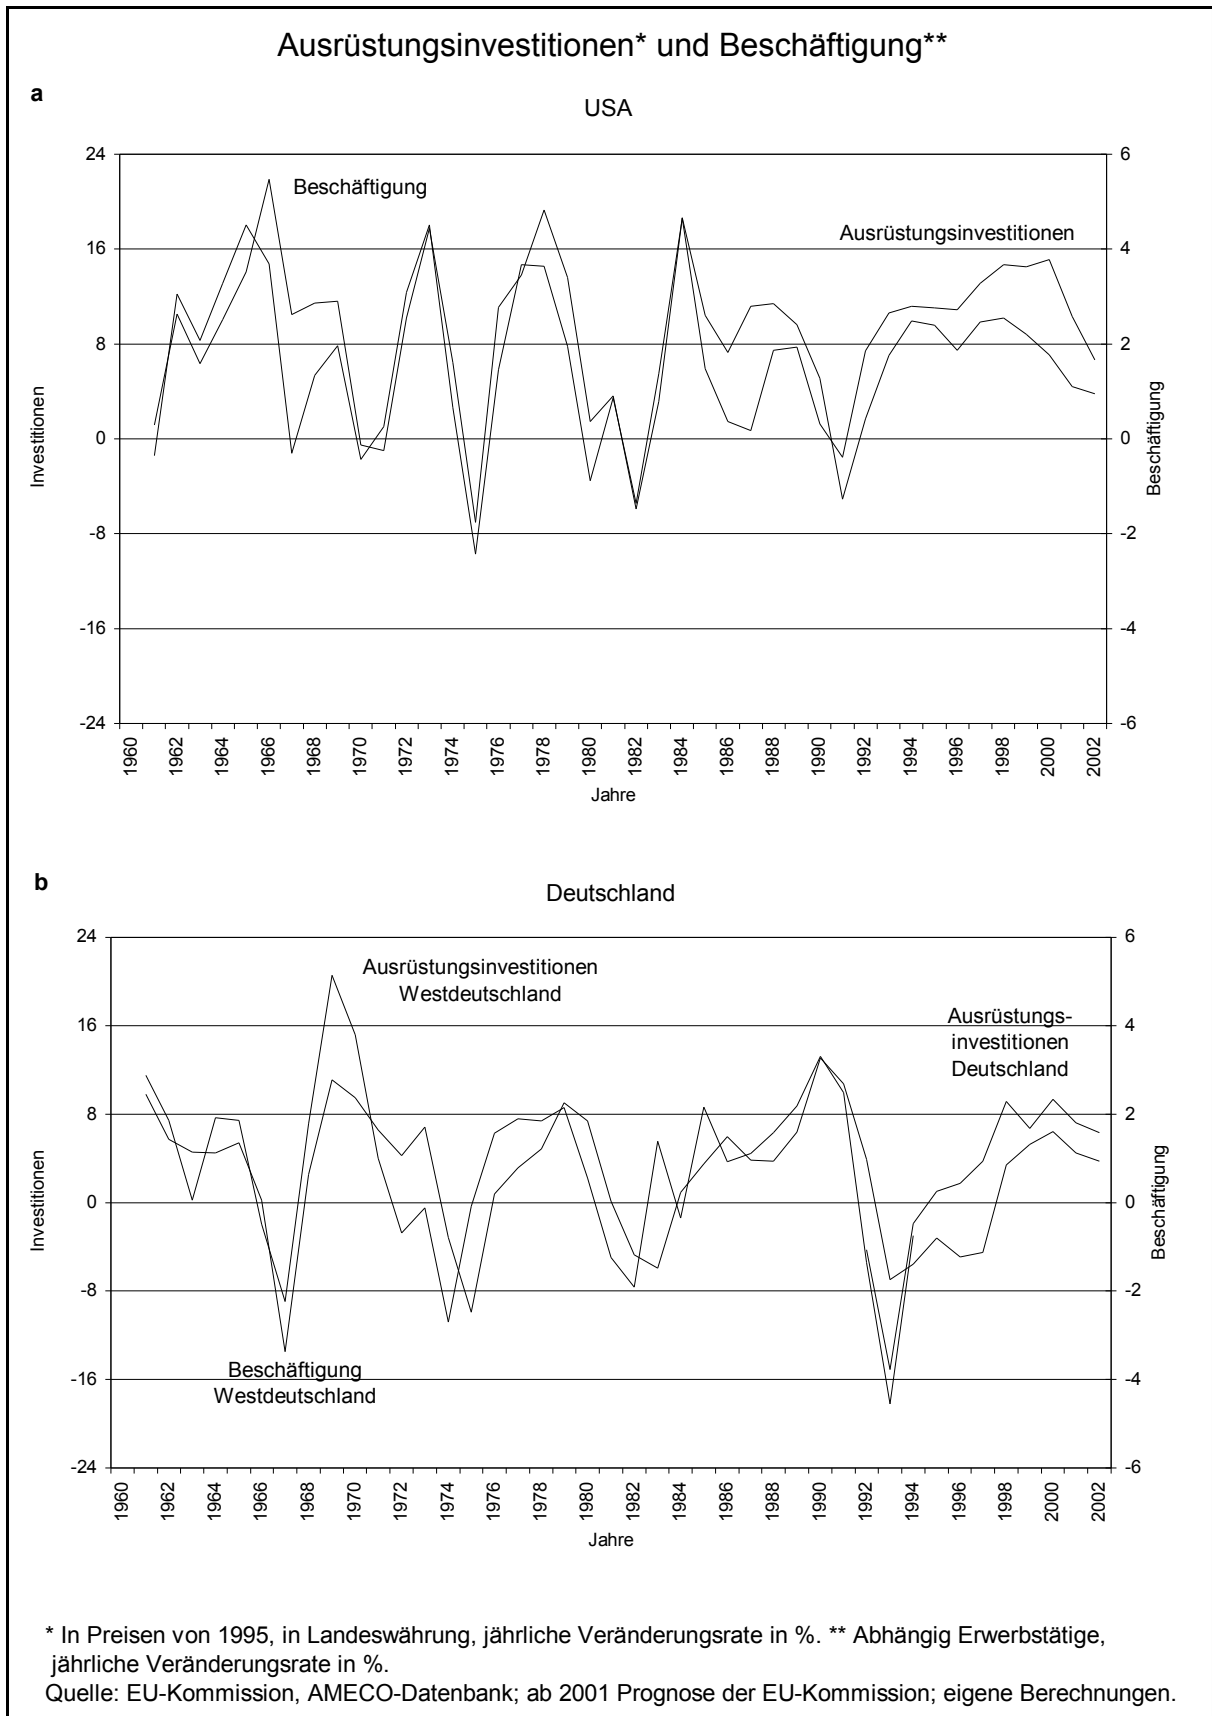 Ausrüstungsinvestitionen* und Beschäftigung**
a
USA
24
16
8
0
-8
-16
-24
Investitionen
6
4
2
0
-2
-4
-6
Beschäftigung
Beschäftigung
Ausrüstungsinvestitionen
1960 1962 1964 1966 1968 1970 1972 1974 1976 1978 1980 1982 1984 1986 1988 1990 1992 1994 1996 1998 2000 2002
Jahre
b
Deutschland
24
16
8
0
-8
-16
-24
Investitionen
6
4
2
0
-2
-4
-6
Beschäftigung
Ausrüstungsinvestitionen
Westdeutschland
Ausrüstungs-
investitionen
Deutschland
Beschäftigung
Westdeutschland
1960 1962 1964 1966 1968 1970 1972 1974 1976 1978 1980 1982 1984 1986 1988 1990 1992 1994 1996 1998 2000 2002
Jahre
* In Preisen von 1995, in Landeswährung, jährliche Veränderungsrate in %. ** Abhängig Erwerbstätige,
jährliche Veränderungsrate in %.
Quelle: EU-Kommission, AMECO-Datenbank; ab 2001 Prognose der EU-Kommission; eigene Berechnungen.